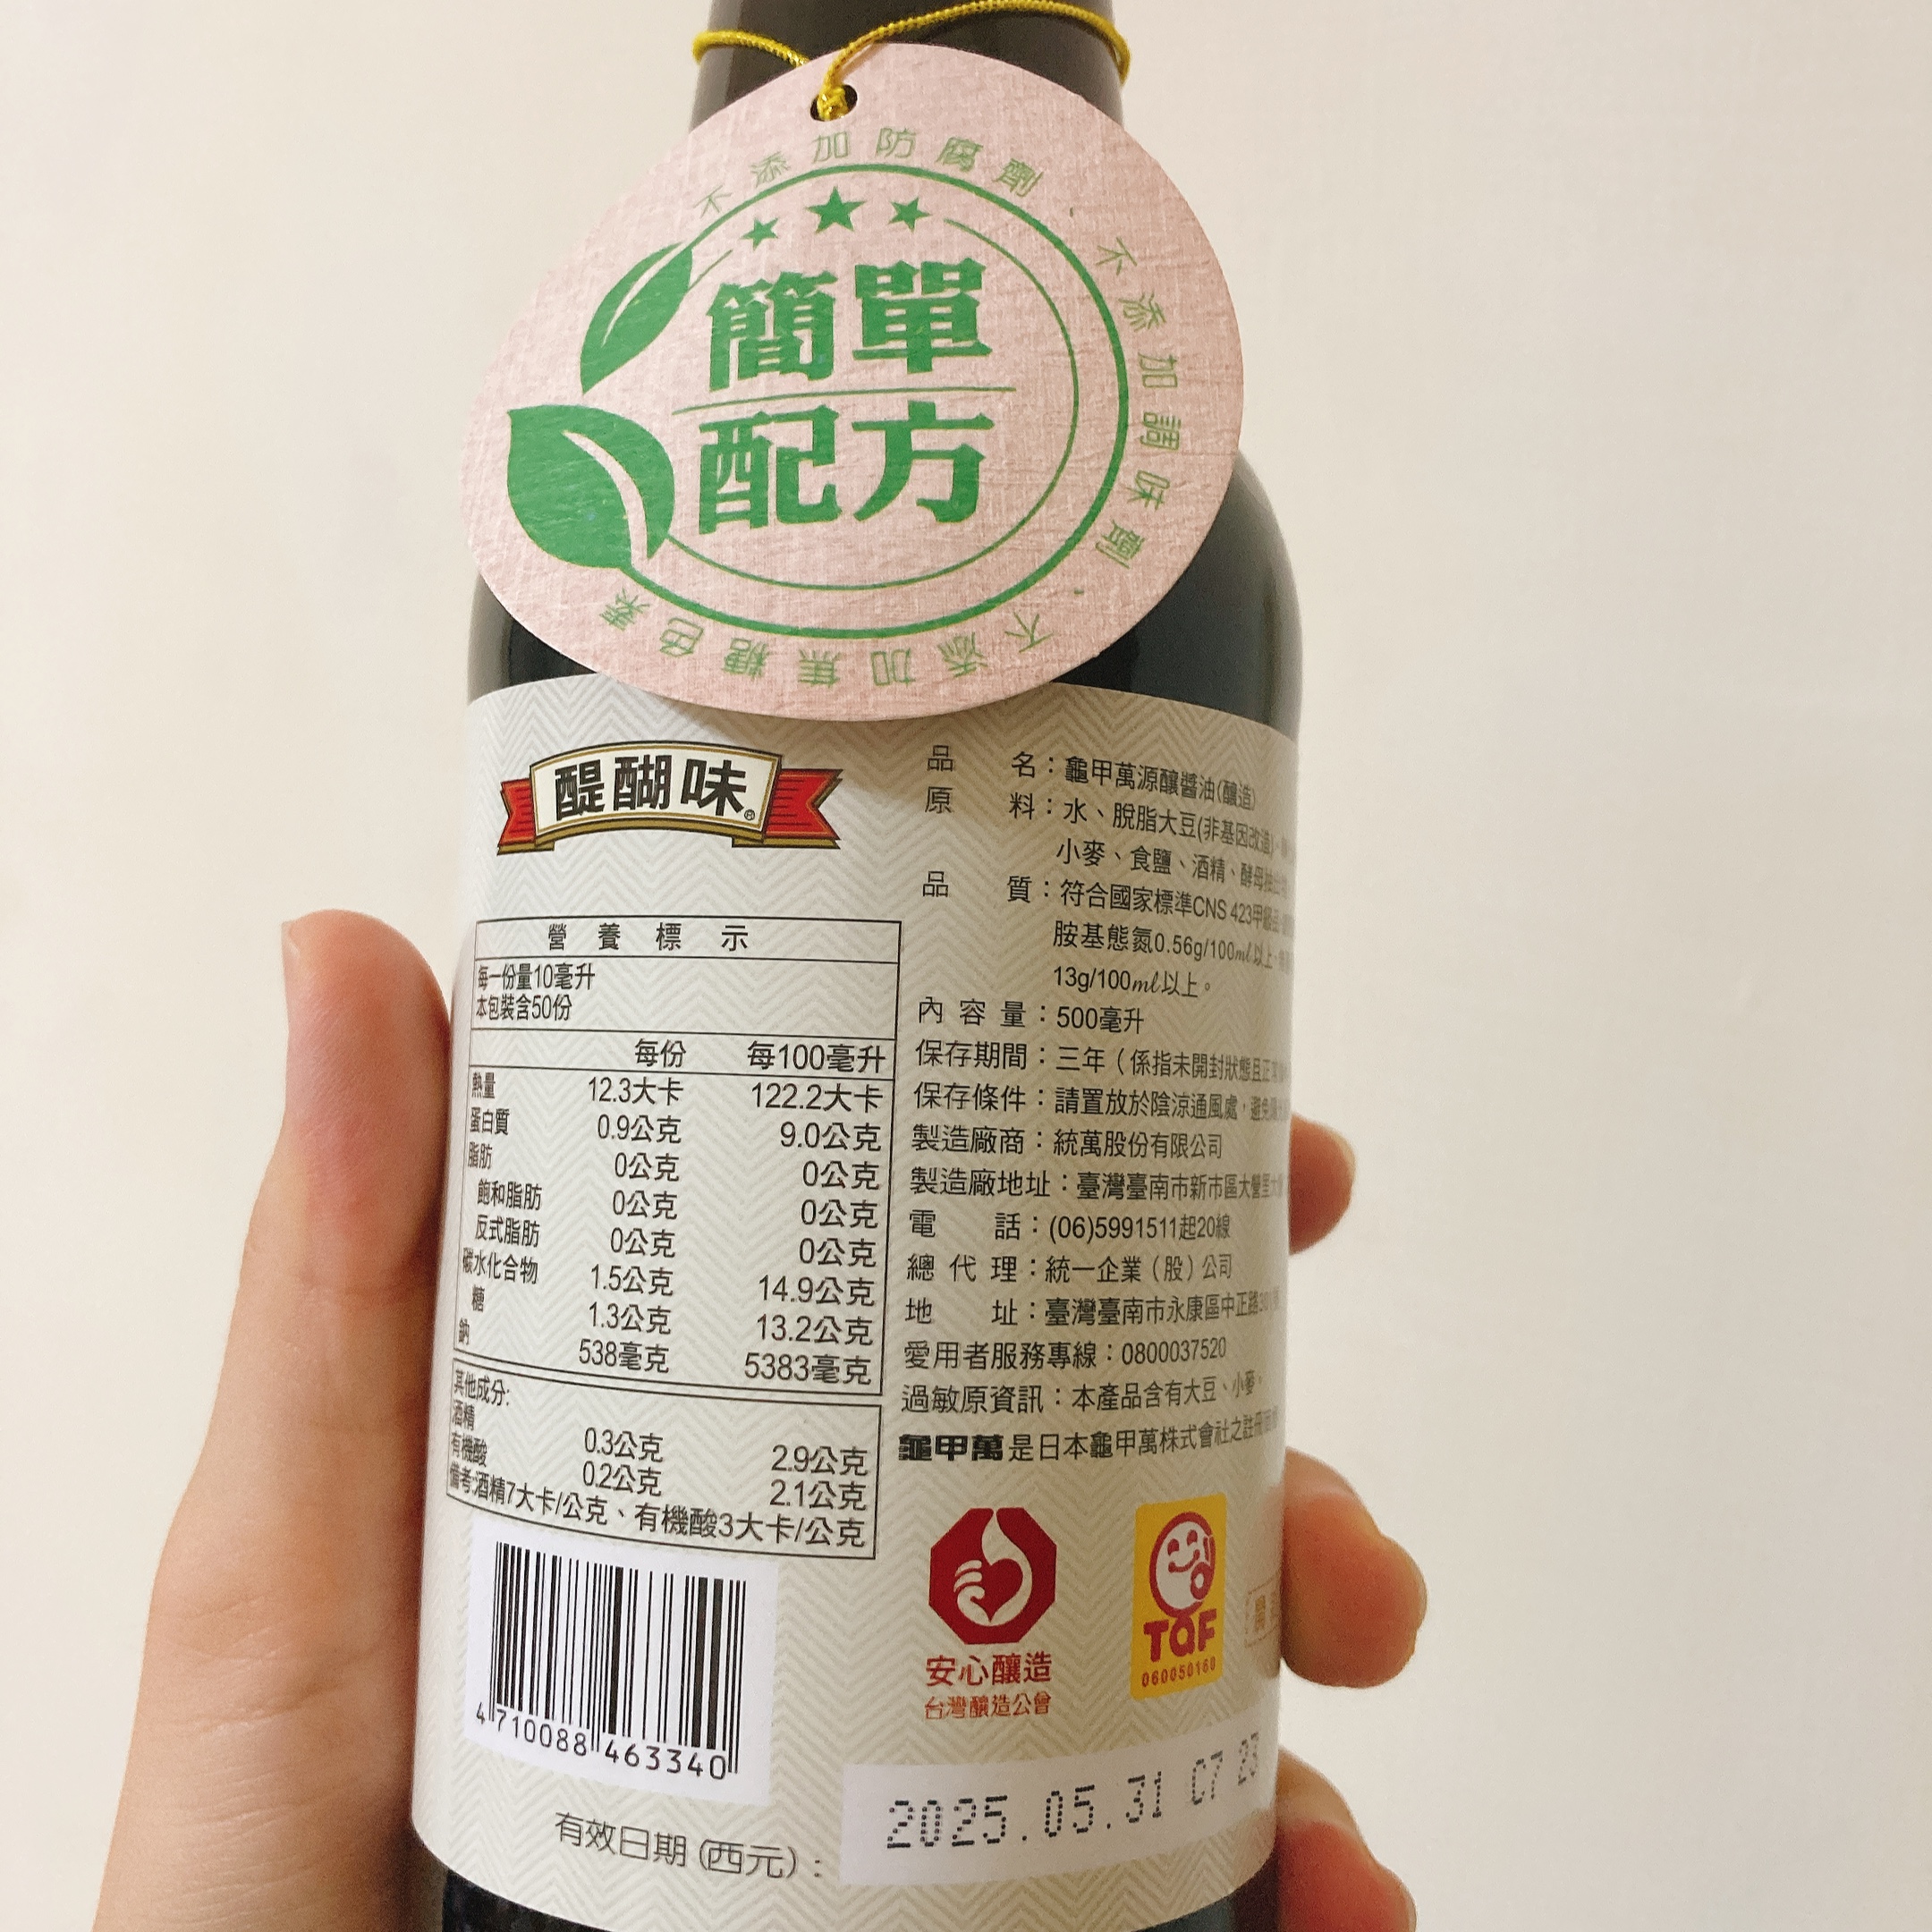 不添加防腐劑・不添加調味劑・不添加焦糖色素
簡單
配方
醍醐味®
營養標示
每一份量10毫升
本包裝含50份
每份 每100毫升
熱量 12.3大卡 122.2大卡
蛋白質 0.9公克 9.0公克
脂肪 0公克 0公克
飽和脂肪 0公克 0公克
反式脂肪 0公克 0公克
碳水化合物 1.5公克 14.9公克
糖 1.3公克 13.2公克
鈉 538毫克 5383毫克
其他成分:
酒精 0.3公克 2.9公克
有機酸 0.2公克 2.1公克
備考:酒精7大卡/公克、有機酸3大卡/公克
4 710088 463340
品名：龜甲萬源釀醬油(釀造)
原料：水、脫脂大豆(非基因改造)、
小麥、食鹽、酒精、酵母抽出物
品質：符合國家標準CNS 423甲級品
胺基態氮0.56g/100ml以上
13g/100ml以上。
內容量：500毫升
保存期間：三年（係指未開封狀態且正常
保存條件：請置放於陰涼通風處，避免
製造廠商：統萬股份有限公司
製造廠地址：臺灣臺南市新市區大營里
電話：(06)5991511起20線
總代理：統一企業（股）公司
地址：臺灣臺南市永康區中正路301號
愛用者服務專線：0800037520
過敏原資訊：本產品含有大豆、小麥。
龜甲萬是日本龜甲萬株式會社之註冊商標
安心釀造
台灣釀造公會
TQF
060050160
有效日期(西元)：
2025.05.31 C7 23